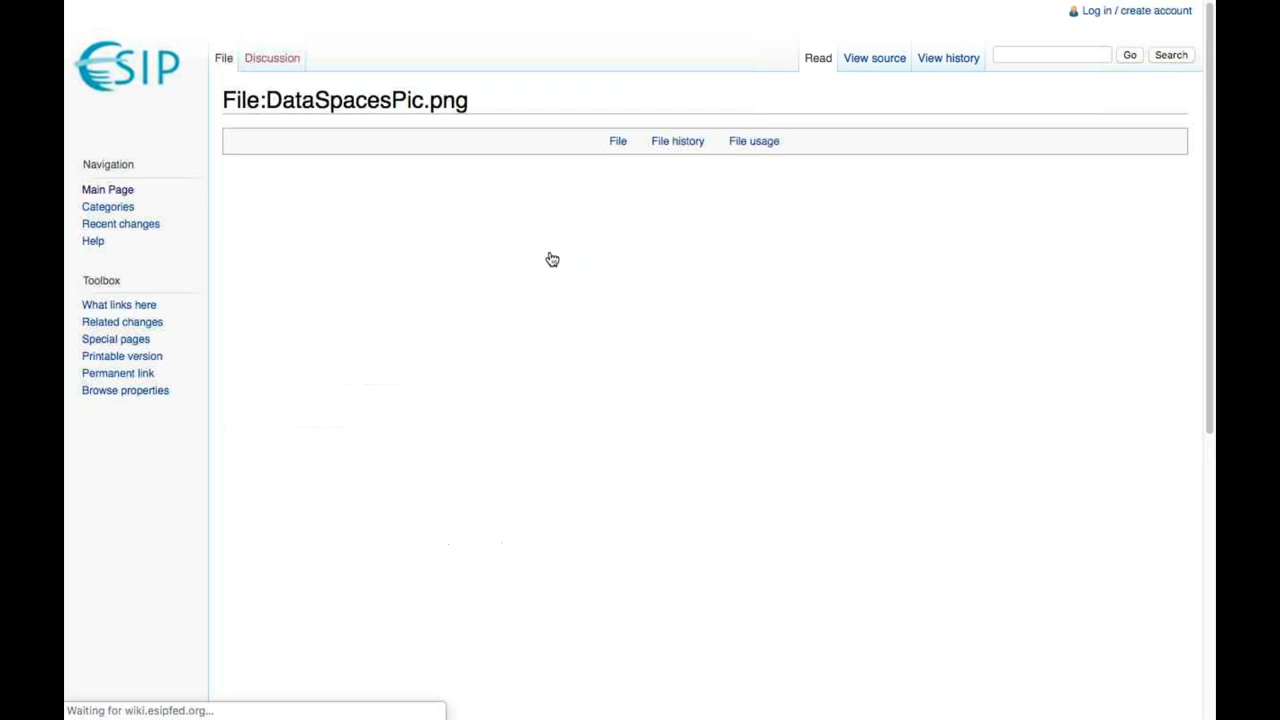 Log in / create account
ESIP
File Discussion Read View source View history Go Search
File:DataSpacesPic.png
File File history File usage
Navigation
Main Page
Categories
Recent changes
Help
Toolbox
What links here
Related changes
Special pages
Printable version
Permanent link
Browse properties
Waiting for wiki.esipfed.org...